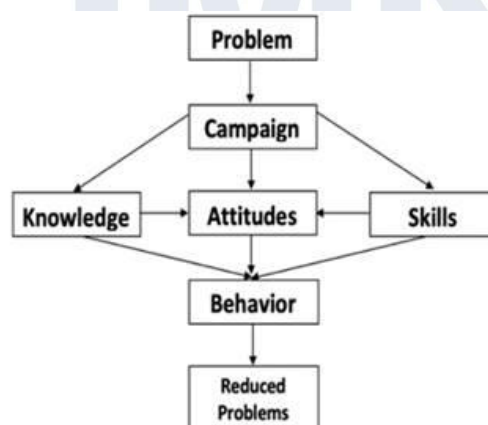 Problem
Campaign
Knowledge
Attitudes
Skills
Behavior
Reduced
Problems